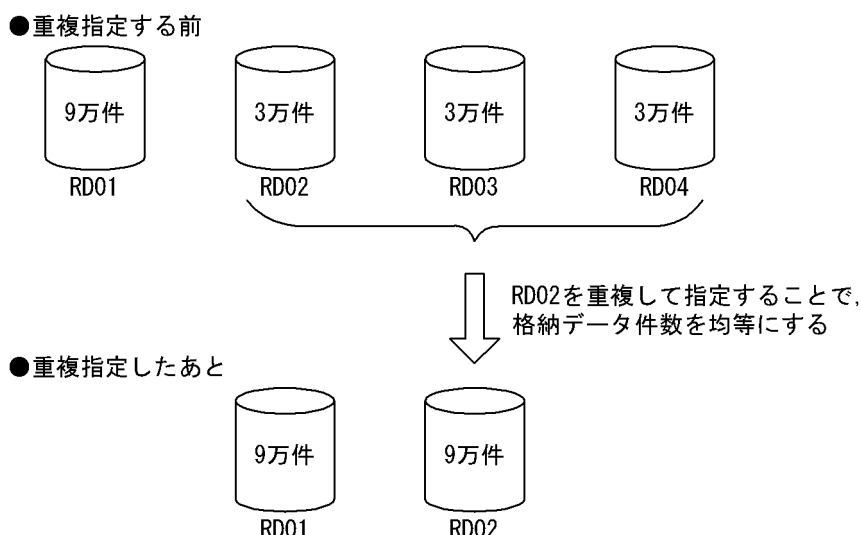 ●重複指定する前
9万件 3万件 3万件 3万件
RD01 RD02 RD03 RD04
RD02を重複して指定することで,
格納データ件数を均等にする
●重複指定したあと
9万件 9万件
RD01 RD02